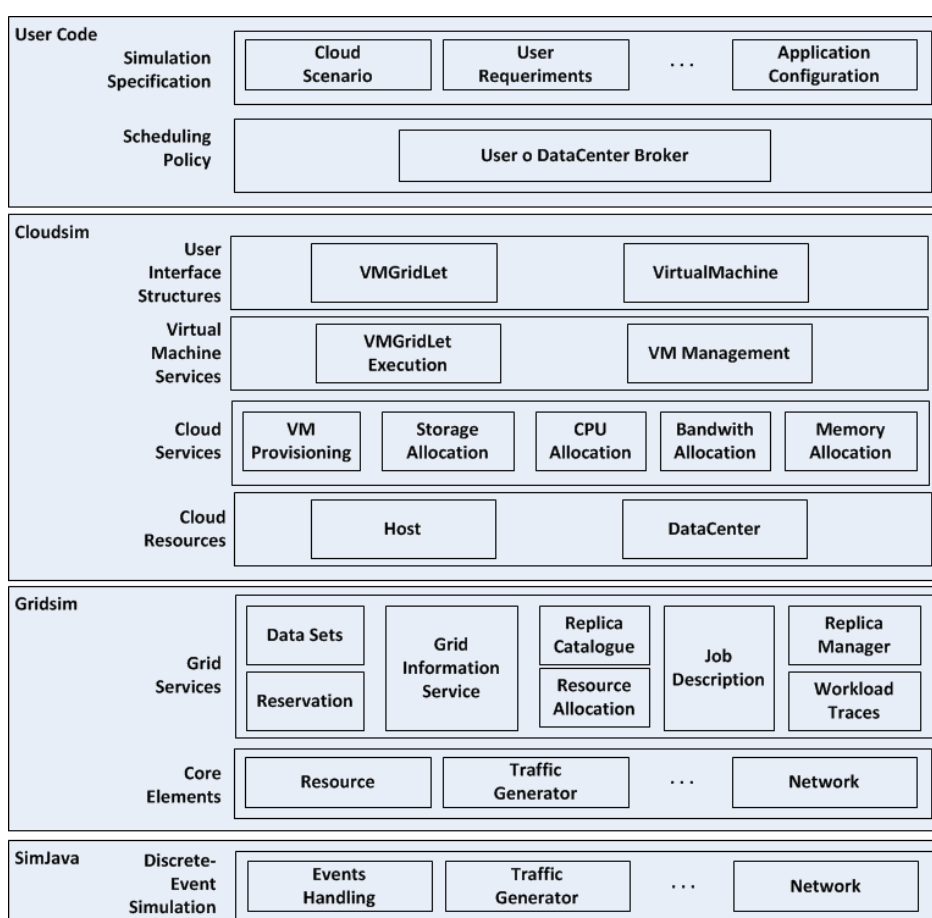 User Code
Simulation
Specification
Cloud
Scenario
User
Requeriments
. . .
Application
Configuration
Scheduling
Policy
User o DataCenter Broker
Cloudsim
User
Interface
Structures
VMGridLet
VirtualMachine
Virtual
Machine
Services
VMGridLet
Execution
VM Management
Cloud
Services
VM
Provisioning
Storage
Allocation
CPU
Allocation
Bandwith
Allocation
Memory
Allocation
Cloud
Resources
Host
DataCenter
Gridsim
Grid
Services
Data Sets
Reservation
Grid
Information
Service
Replica
Catalogue
Resource
Allocation
Job
Description
Replica
Manager
Workload
Traces
Core
Elements
Resource
Traffic
Generator
. . .
Network
SimJava
Discrete-
Event
Simulation
Events
Handling
Traffic
Generator
. . .
Network